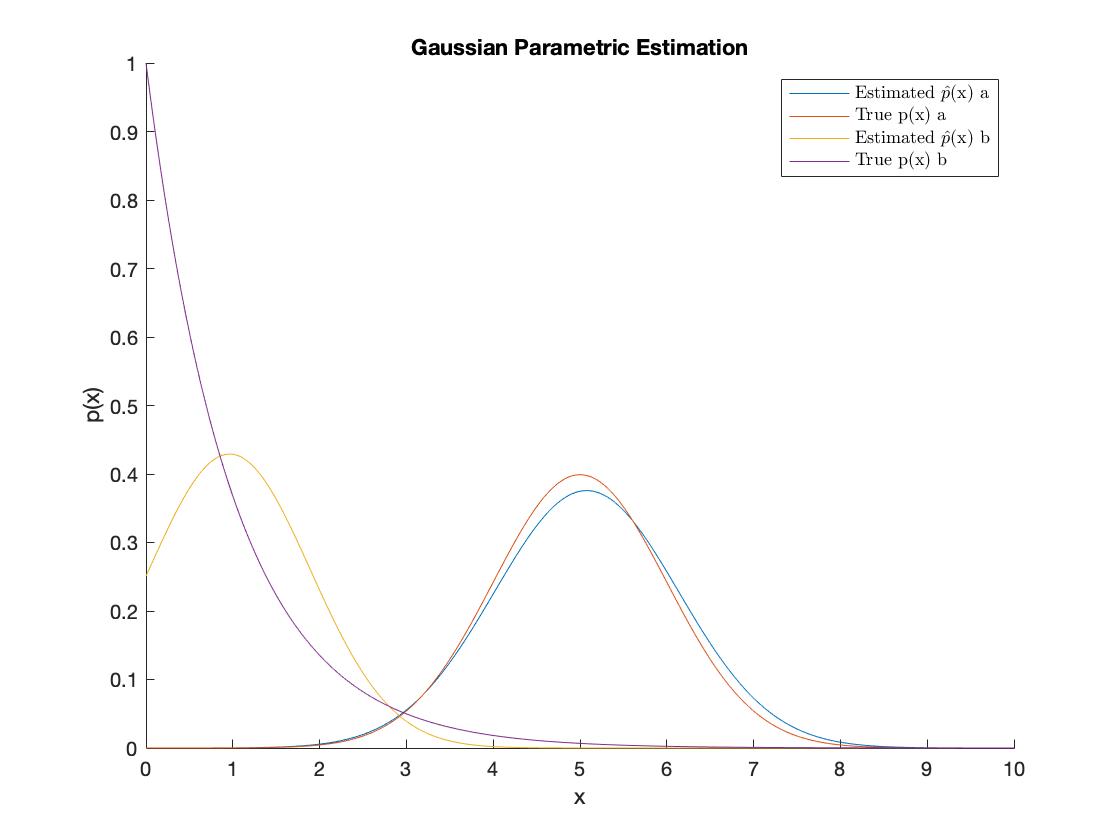 Gaussian Parametric Estimation
1
0.9
0.8
0.7
0.6
0.5
0.4
0.3
0.2
0.1
0
p(x)
Estimated p̂(x) a
True p(x) a
Estimated p̂(x) b
True p(x) b
0 1 2 3 4 5 6 7 8 9 10
x